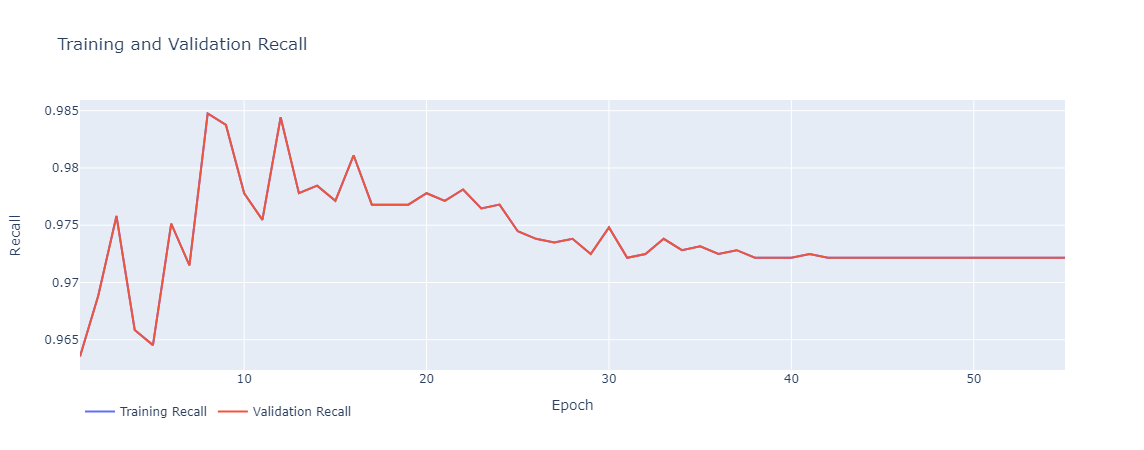 Training and Validation Recall
0.985
0.98
0.975
0.97
0.965
Recall
10 20 30 40 50
Epoch
Training Recall Validation Recall